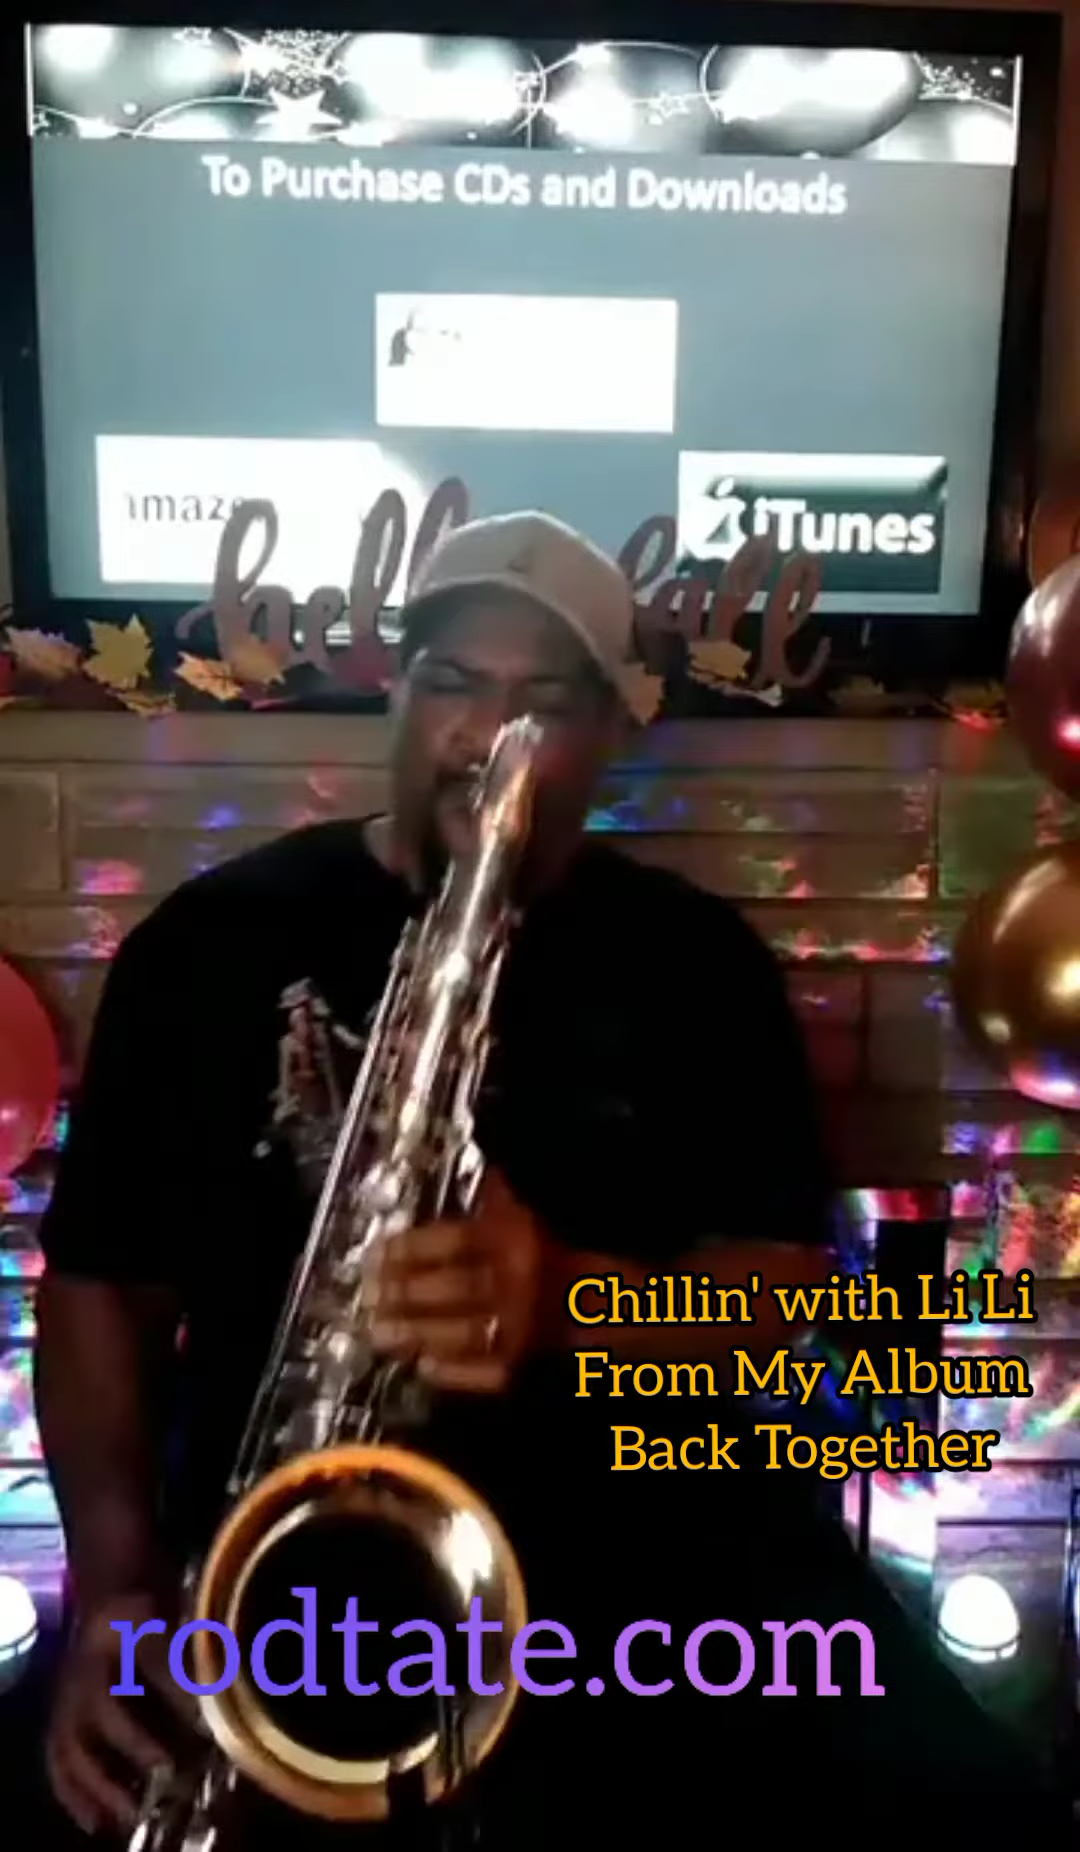 To Purchase CDs and Downloads
iTunes
Chillin' with Li Li
From My Album
Back Together
rodtate.com